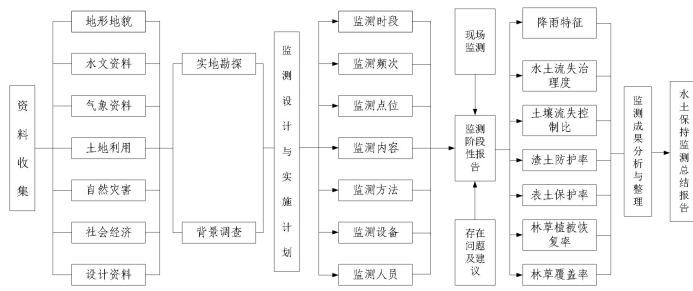 资料收集
地形地貌
水文资料
气象资料
土地利用
自然灾害
社会经济
设计资料
实地勘探
背景调查
监测设计与实施计划
监测时段
监测频次
监测点位
监测内容
监测方法
监测设备
监测人员
现场
监测
监测
阶段
性报告
存在
问题
及建
议
降雨特征
水土流失治
理度
土壤流失控
制比
渣土防护率
表土保护率
林草植被恢
复率
林草覆盖率
监测成果分析与整理
水土保持监测总结报告